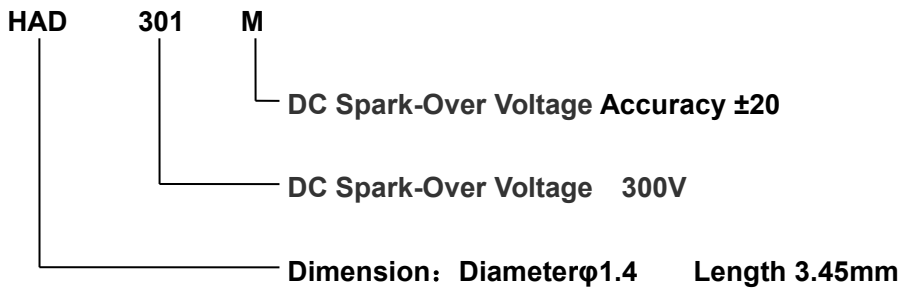 HAD 301 M
DC Spark-Over Voltage Accuracy ±20
DC Spark-Over Voltage 300V
Dimension：Diameterφ1.4 Length 3.45mm